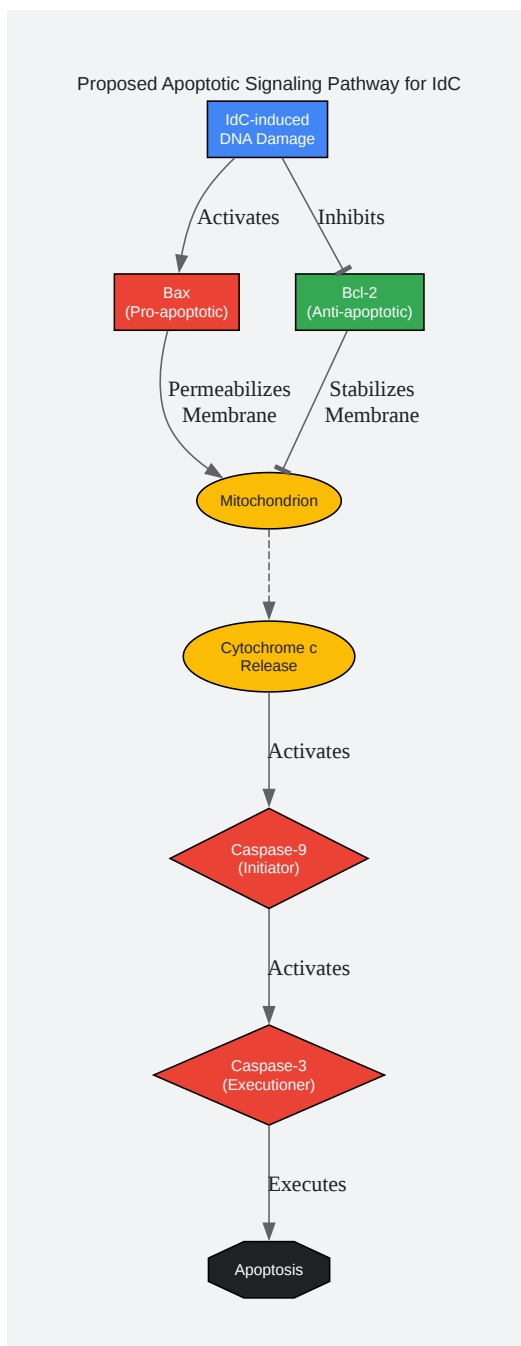 Proposed Apoptotic Signaling Pathway for IdC
IdC-induced
DNA Damage
Activates
Inhibits
Bax
(Pro-apoptotic)
Bcl-2
(Anti-apoptotic)
Permeabilizes
Membrane
Stabilizes
Membrane
Mitochondrion
Cytochrome c
Release
Activates
Caspase-9
(Initiator)
Activates
Caspase-3
(Executioner)
Executes
Apoptosis